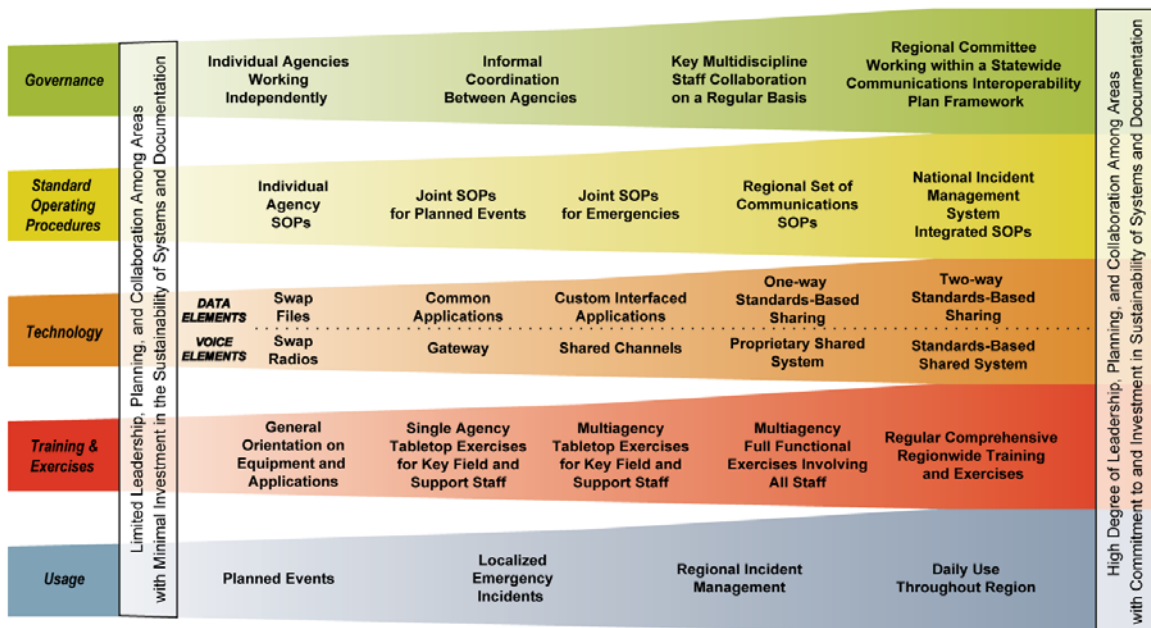 Governance
Individual Agencies
Working
Independently
Informal
Coordination
Between Agencies
Key Multidiscipline
Staff Collaboration
on a Regular Basis
Regional Committee
Working within a Statewide
Communications Interoperability
Plan Framework
Standard
Operating
Procedures
Individual
Agency
SOPs
Joint SOPs
for Planned Events
Joint SOPs
for Emergencies
Regional Set of
Communications
SOPs
National Incident
Management
System
Integrated SOPs
Technology
DATA
ELEMENTS
Swap
Files
Common
Applications
Custom Interfaced
Applications
One-way
Standards-Based
Sharing
Two-way
Standards-Based
Sharing
VOICE
ELEMENTS
Swap
Radios
Gateway
Shared Channels
Proprietary Shared
System
Standards-Based
Shared System
Training &
Exercises
General
Orientation on
Equipment and
Applications
Single Agency
Tabletop Exercises
for Key Field and
Support Staff
Multiagency
Tabletop Exercises
for Key Field and
Support Staff
Multiagency
Full Functional
Exercises Involving
All Staff
Regular Comprehensive
Regionwide Training
and Exercises
Usage
Planned Events
Localized
Emergency
Incidents
Regional Incident
Management
Daily Use
Throughout Region
Limited Leadership, Planning, and Collaboration Among Areas
with Minimal Investment in the Sustainability of Systems and Documentation
High Degree of Leadership, Planning, and Collaboration Among Areas
with Commitment to and Investment in Sustainability of Systems and Documentation